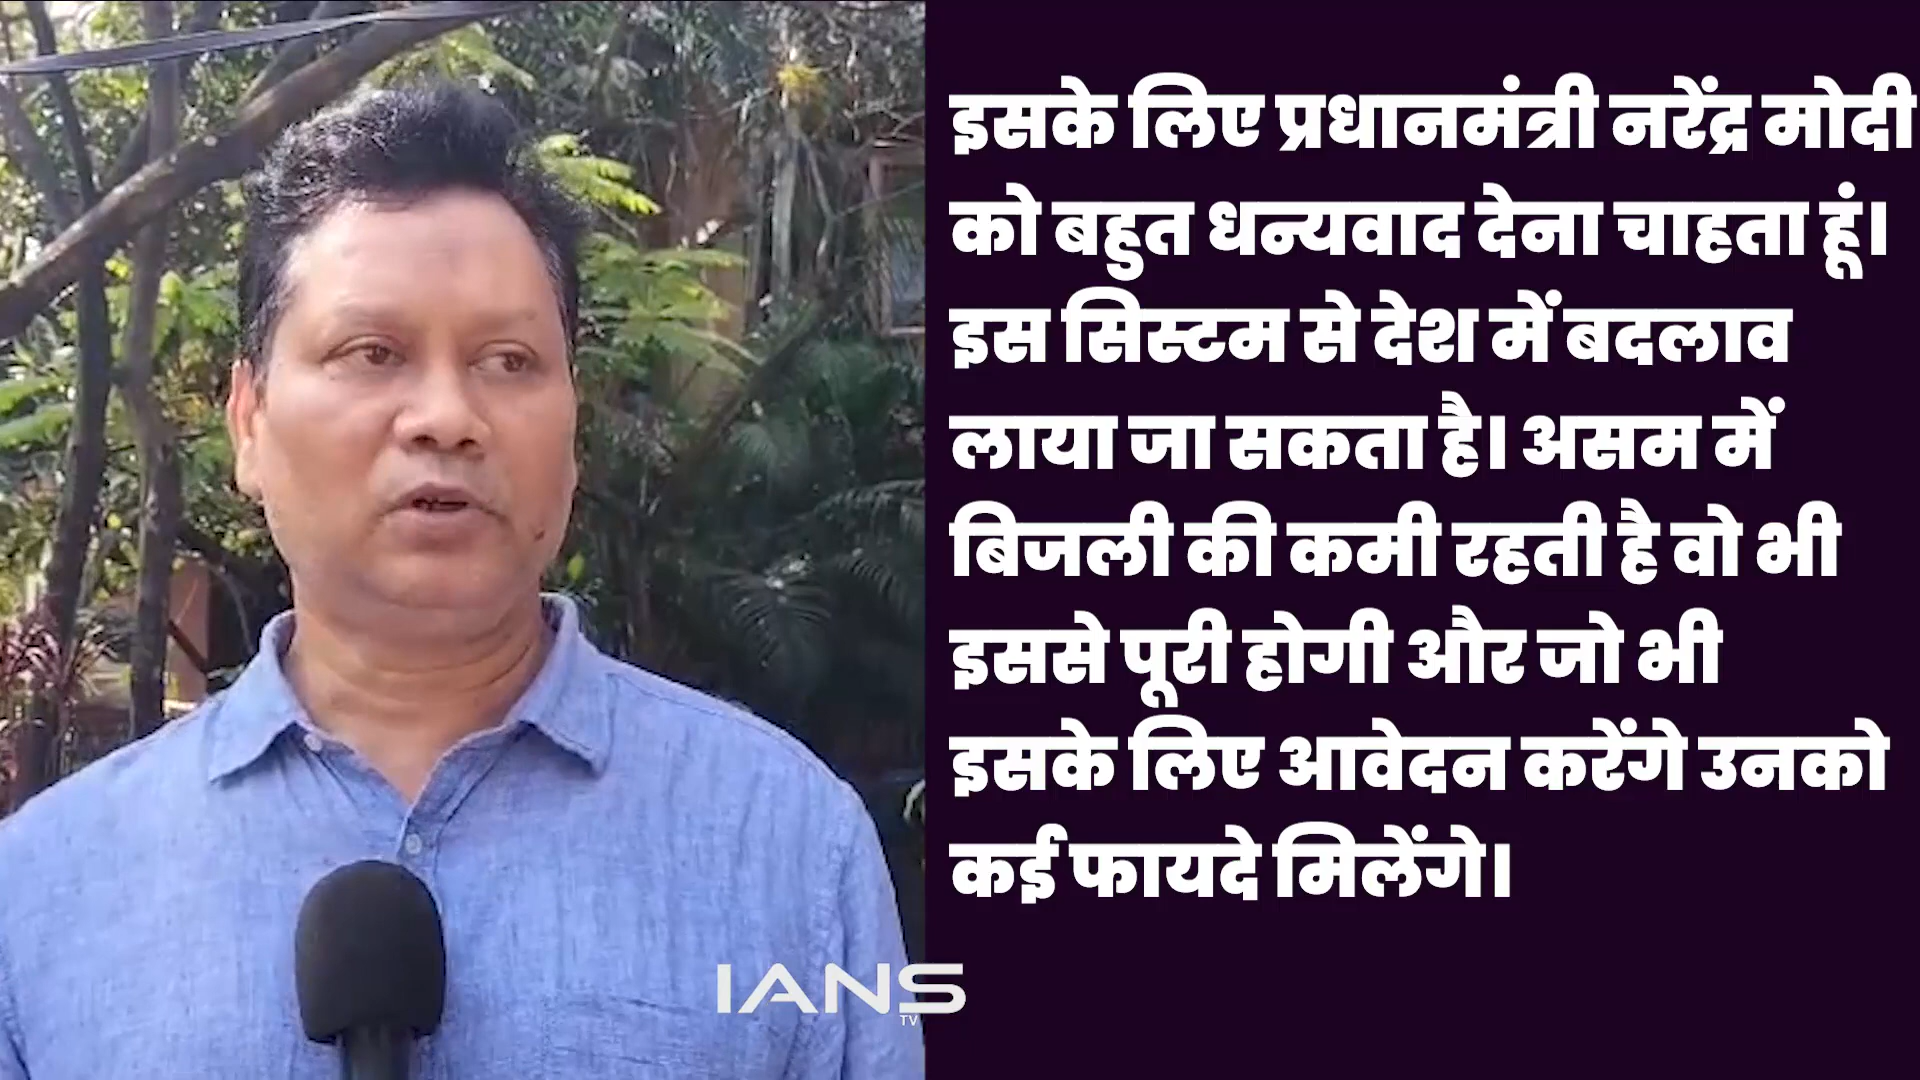 इसके लिए प्रधानमंत्री नरेंद्र मोदी
को बहुत धन्यवाद देना चाहता हूं।
इस सिस्टम से देश में बदलाव
लाया जा सकता है। असम में
बिजली की कमी रहती है वो भी
इससे पूरी होगी और जो भी
इसके लिए आवेदन करेंगे उनको
कई फायदे मिलेंगे।
IANS
TV